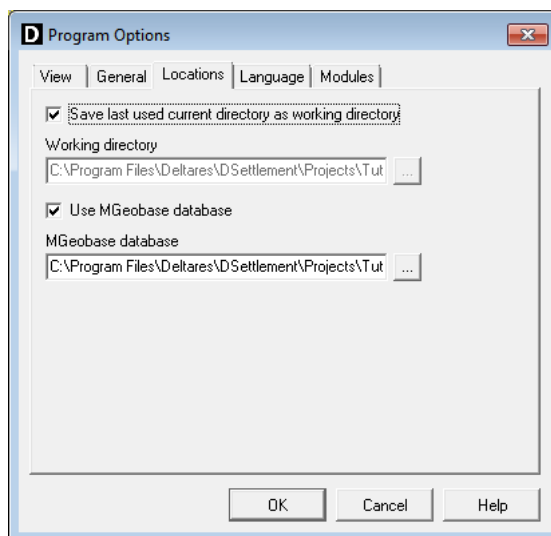 D Program Options
View General Locations Language Modules
Save last used current directory as working directory
Working directory
C:\Program Files\Deltares\DSettlement\Projects\Tut ...
Use MGeobase database
MGeobase database
C:\Program Files\Deltares\DSettlement\Projects\Tut ...
OK Cancel Help